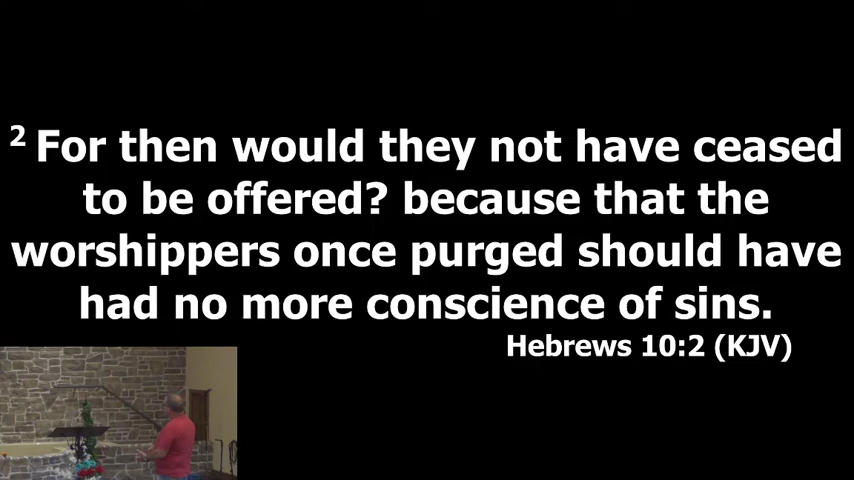 2 For then would they not have ceased
to be offered? because that the
worshippers once purged should have
had no more conscience of sins.
Hebrews 10:2 (KJV)